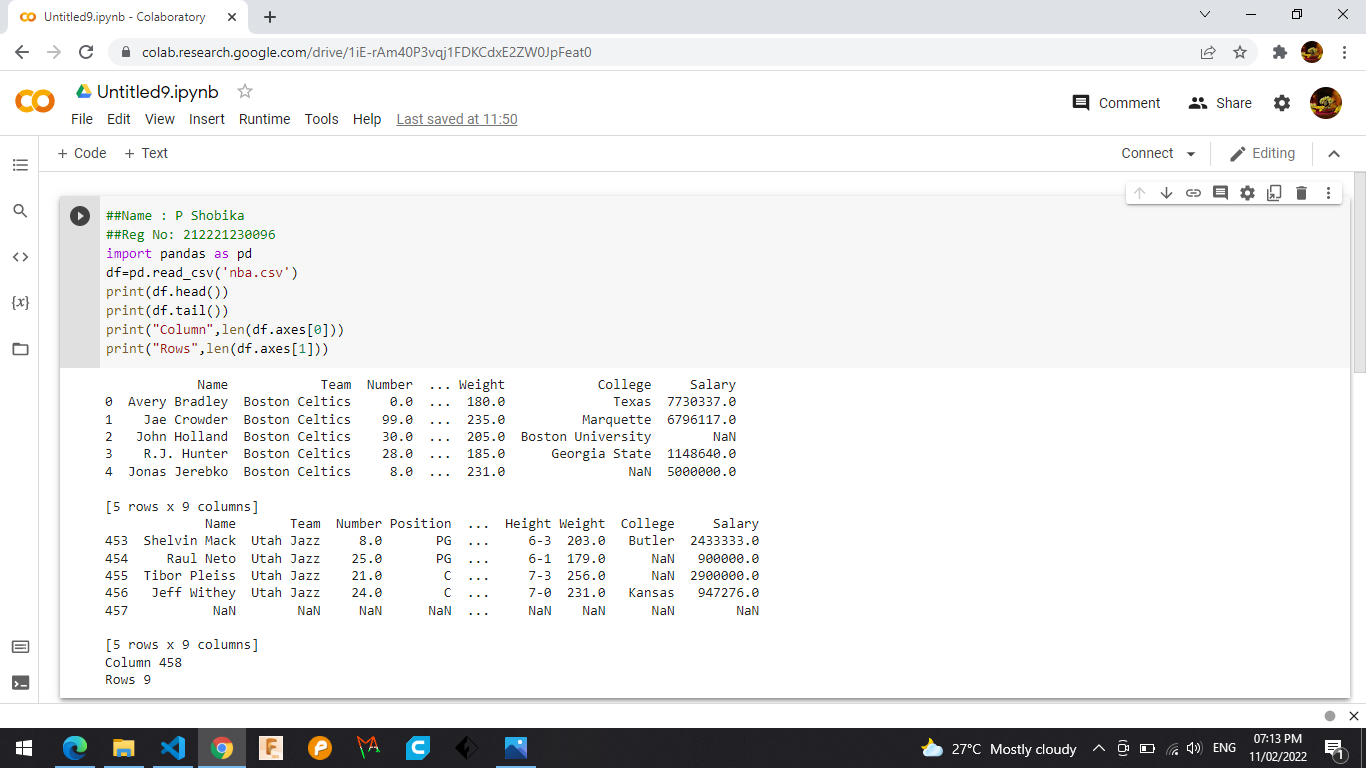 Untitled9.ipynb - Colaboratory
colab.research.google.com/drive/1iE-rAm40P3vqj1FDKCdxE2ZW0JpFeat0
Untitled9.ipynb
File Edit View Insert Runtime Tools Help Last saved at 11:50
Comment Share
+ Code + Text
Connect Editing
##Name : P Shobika
##Reg No: 212221230096
import pandas as pd
df=pd.read_csv('nba.csv')
print(df.head())
print(df.tail())
print("Column",len(df.axes[0]))
print("Rows",len(df.axes[1]))
Name Team Number ... Weight College Salary
0 Avery Bradley Boston Celtics 0.0 ... 180.0 Texas 7730337.0
1 Jae Crowder Boston Celtics 99.0 ... 235.0 Marquette 6796117.0
2 John Holland Boston Celtics 30.0 ... 205.0 Boston University NaN
3 R.J. Hunter Boston Celtics 28.0 ... 185.0 Georgia State 1148640.0
4 Jonas Jerebko Boston Celtics 8.0 ... 231.0 NaN 5000000.0
[5 rows x 9 columns]
Name Team Number Position ... Height Weight College Salary
453 Shelvin Mack Utah Jazz 8.0 PG ... 6-3 203.0 Butler 2433333.0
454 Raul Neto Utah Jazz 25.0 PG ... 6-1 179.0 NaN 900000.0
455 Tibor Pleiss Utah Jazz 21.0 C ... 7-3 256.0 NaN 2900000.0
456 Jeff Withey Utah Jazz 24.0 C ... 7-0 231.0 Kansas 947276.0
457 NaN NaN NaN NaN ... NaN NaN NaN NaN
[5 rows x 9 columns]
Column 458
Rows 9
27°C Mostly cloudy
ENG
07:13 PM
11/02/2022
1